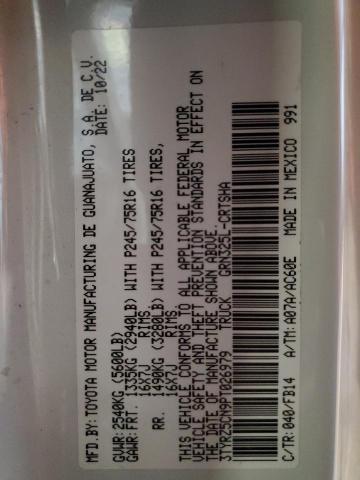 MFD.BY: TOYOTA MOTOR MANUFACTURING DE GUANAJUATO, S.A. DE C.V.
DATE: 10/22
GVWR: 2540KG (5600LB)
GAWR: FRT. 1335KG (2940LB) WITH P245/75R16 TIRES
16X7J RIMS,
RR. 1490KG (3280LB) WITH P245/75R16 TIRES,
16X7J RIMS,
THIS VEHICLE CONFORMS TO ALL APPLICABLE FEDERAL MOTOR
VEHICLE SAFETY AND THEFT PREVENTION STANDARDS IN EFFECT ON
THE DATE OF MANUFACTURE SHOWN ABOVE.
TRUCK GRN325L-CRTSHA
C/TR: 040/FB14 A/TM: A07A/AC60E MADE IN MEXICO 991